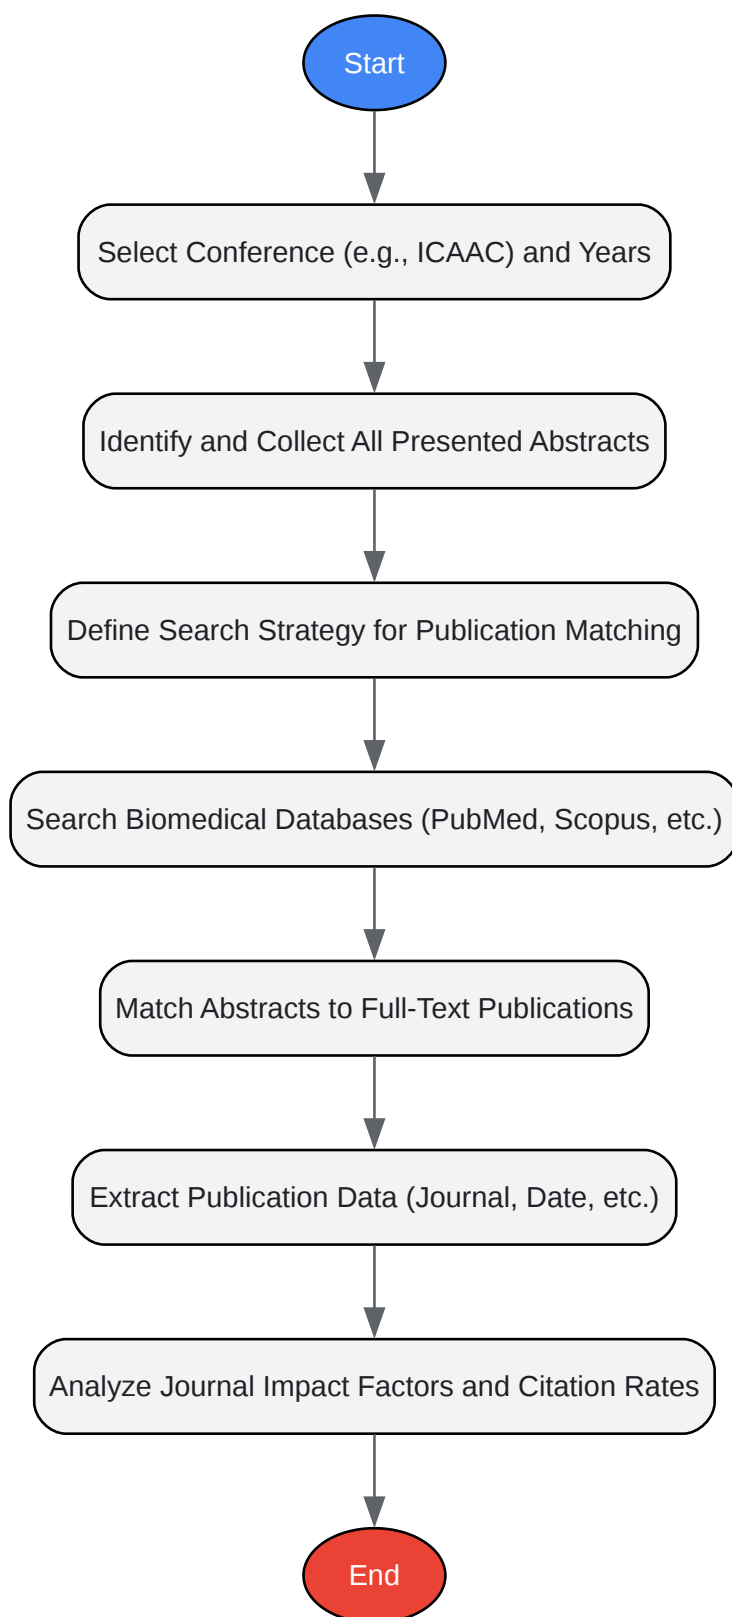 Start
Select Conference (e.g., ICAAC) and Years
Identify and Collect All Presented Abstracts
Define Search Strategy for Publication Matching
Search Biomedical Databases (PubMed, Scopus, etc.)
Match Abstracts to Full-Text Publications
Extract Publication Data (Journal, Date, etc.)
Analyze Journal Impact Factors and Citation Rates
End